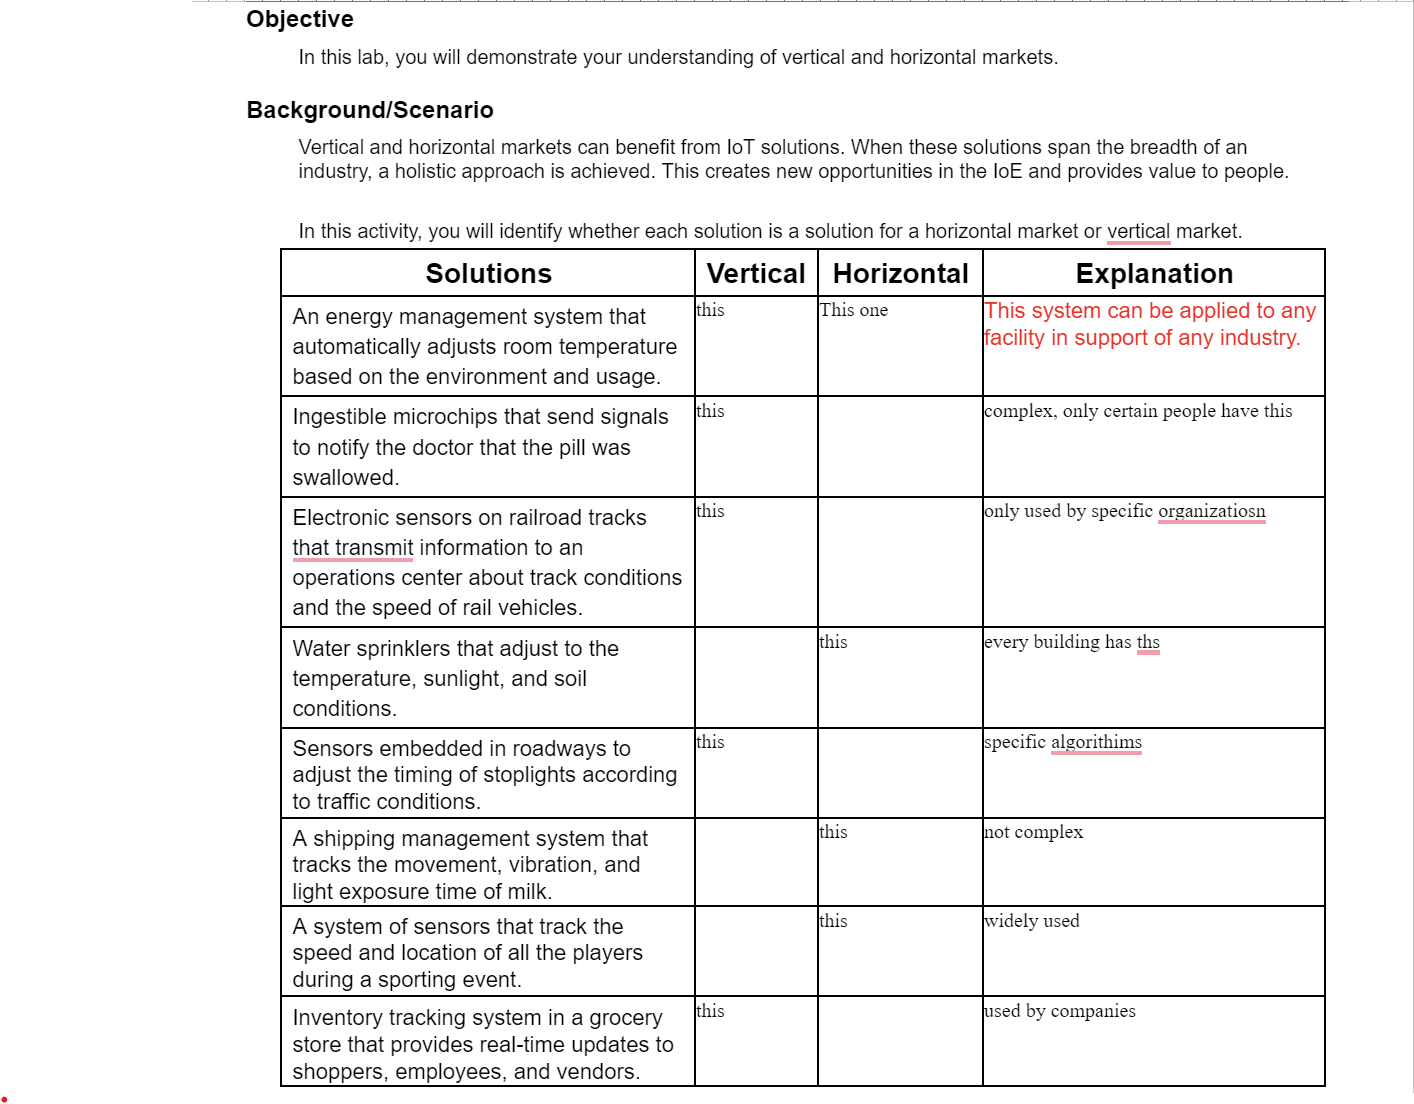 Objective
In this lab, you will demonstrate your understanding of vertical and horizontal markets.
Background/Scenario
Vertical and horizontal markets can benefit from IoT solutions. When these solutions span the breadth of an
industry, a holistic approach is achieved. This creates new opportunities in the IoE and provides value to people.
In this activity, you will identify whether each solution is a solution for a horizontal market or vertical market.
Solutions Vertical Horizontal Explanation
An energy management system that
automatically adjusts room temperature
based on the environment and usage.
this
This one
This system can be applied to any
facility in support of any industry.
Ingestible microchips that send signals
to notify the doctor that the pill was
swallowed.
this
complex, only certain people have this
Electronic sensors on railroad tracks
that transmit information to an
operations center about track conditions
and the speed of rail vehicles.
this
only used by specific organizatiosn
Water sprinklers that adjust to the
temperature, sunlight, and soil
conditions.
this
every building has ths
Sensors embedded in roadways to
adjust the timing of stoplights according
to traffic conditions.
this
specific algorithims
A shipping management system that
tracks the movement, vibration, and
light exposure time of milk.
this
not complex
A system of sensors that track the
speed and location of all the players
during a sporting event.
this
widely used
Inventory tracking system in a grocery
store that provides real-time updates to
shoppers, employees, and vendors.
this
used by companies